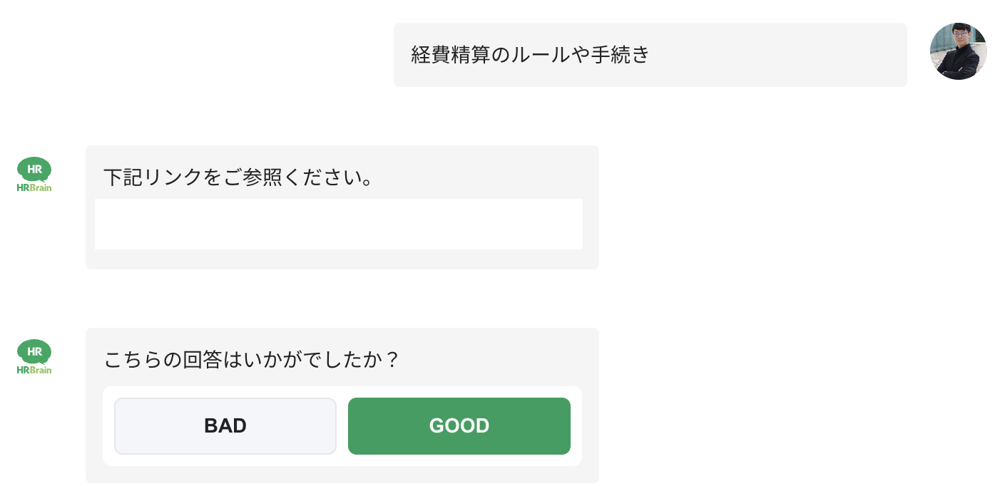 経費精算のルールや手続き
HR
HRBrain
下記リンクをご参照ください。
HR
HRBrain
こちらの回答はいかがでしたか？
BAD
GOOD